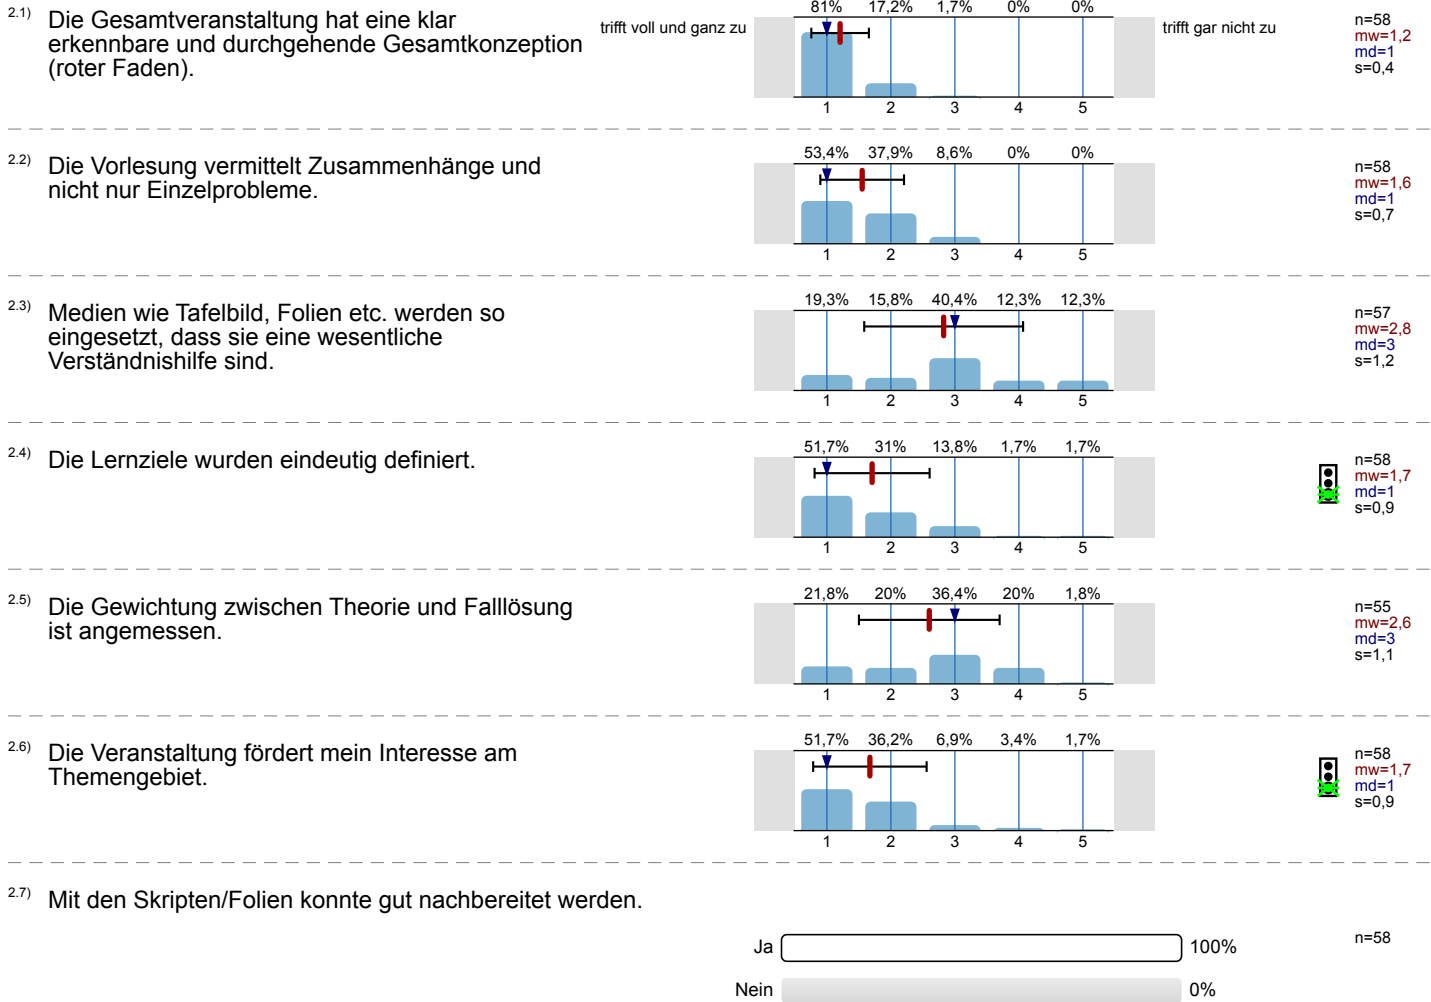 2.1) Die Gesamtveranstaltung hat eine klar
erkennbare und durchgehende Gesamtkonzeption
(roter Faden).
trifft voll und ganz zu
trifft gar nicht zu
81% 17,2% 1,7% 0% 0%
1 2 3 4 5
n=58
mw=1,2
md=1
s=0,4
2.2) Die Vorlesung vermittelt Zusammenhänge und
nicht nur Einzelprobleme.
53,4% 37,9% 8,6% 0% 0%
1 2 3 4 5
n=58
mw=1,6
md=1
s=0,7
2.3) Medien wie Tafelbild, Folien etc. werden so
eingesetzt, dass sie eine wesentliche
Verständnishilfe sind.
19,3% 15,8% 40,4% 12,3% 12,3%
1 2 3 4 5
n=57
mw=2,8
md=3
s=1,2
2.4) Die Lernziele wurden eindeutig definiert.
51,7% 31% 13,8% 1,7% 1,7%
1 2 3 4 5
n=58
mw=1,7
md=1
s=0,9
2.5) Die Gewichtung zwischen Theorie und Falllösung
ist angemessen.
21,8% 20% 36,4% 20% 1,8%
1 2 3 4 5
n=55
mw=2,6
md=3
s=1,1
2.6) Die Veranstaltung fördert mein Interesse am
Themengebiet.
51,7% 36,2% 6,9% 3,4% 1,7%
1 2 3 4 5
n=58
mw=1,7
md=1
s=0,9
2.7) Mit den Skripten/Folien konnte gut nachbereitet werden.
Ja 100%
n=58
Nein 0%